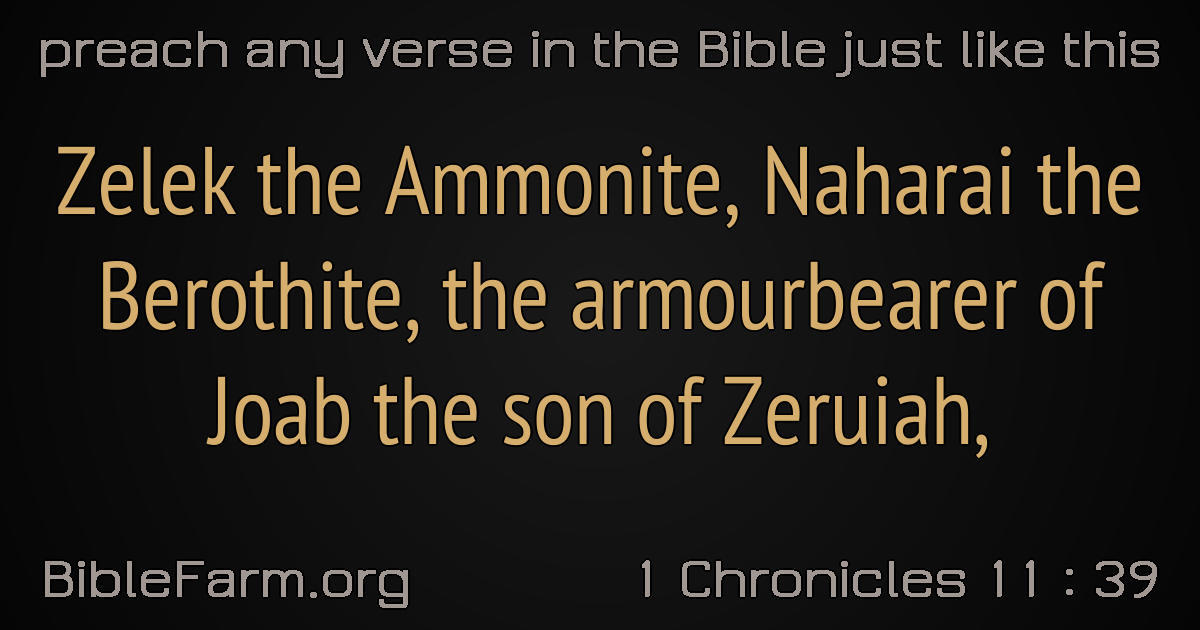 preach any verse in the Bible just like this
Zelek the Ammonite, Naharai the
Berothite, the armourbearer of
Joab the son of Zeruiah,
BibleFarm.org
1 Chronicles 11 : 39